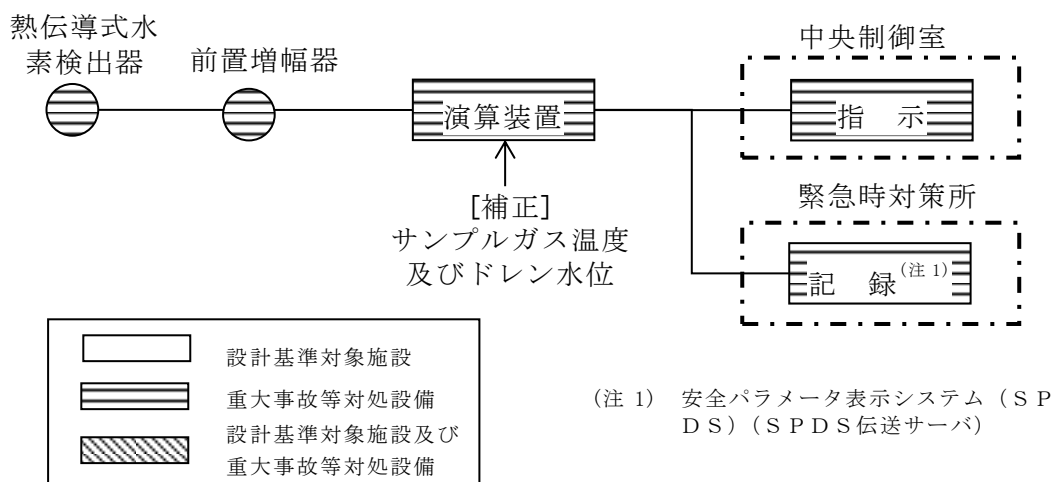 熱伝導式水
素検出器
前置増幅器
演算装置
[補正]
サンプルガス温度
及びドレン水位
中央制御室
指　示
緊急時対策所
記　録(注1)
設計基準対象施設
重大事故等対処設備
設計基準対象施設及び
重大事故等対処設備
(注 1)　安全パラメータ表示システム（ＳＰ
ＤＳ）(ＳＰＤＳ伝送サーバ)